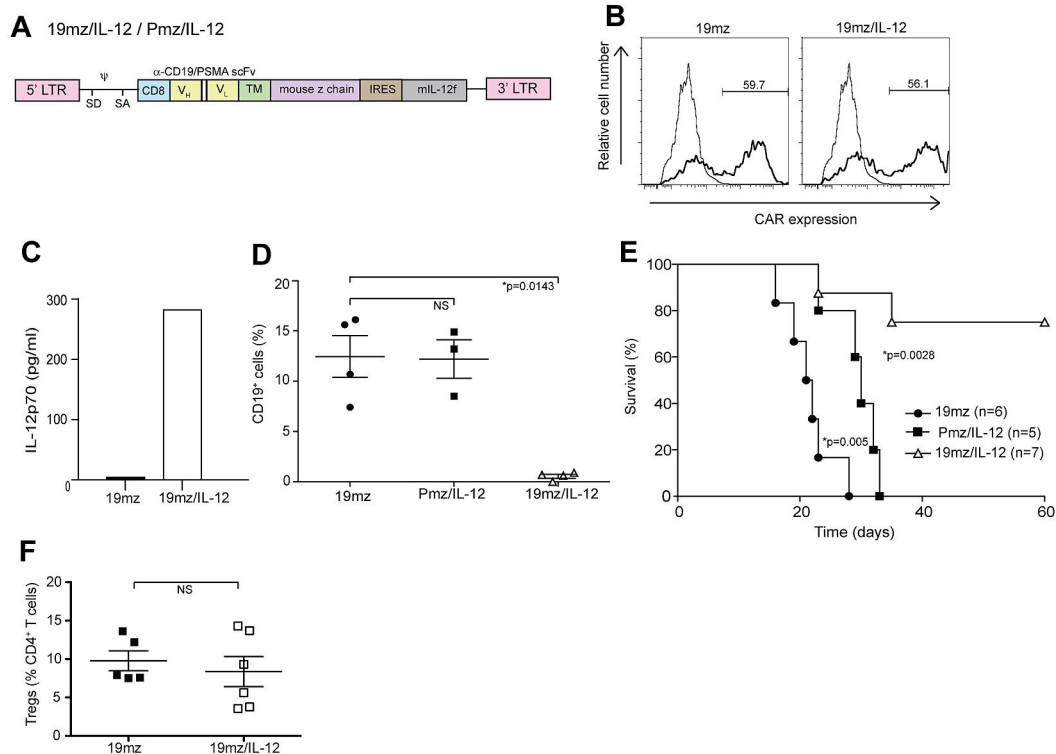 A
19mz/IL-12 / Pmz/IL-12
ψ
α-CD19/PSMA scFv
5' LTR
SD
SA
CD8
VH
VL
TM
mouse z chain
IRES
mIL-12f
3' LTR
B
19mz
19mz/IL-12
Relative cell number
59.7
56.1
CAR expression
C
IL-12p70 (pg/ml)
300
200
100
0
19mz
19mz/IL-12
D
CD19+ cells (%)
20
15
10
5
0
*p=0.0143
NS
19mz
Pmz/IL-12
19mz/IL-12
E
Survival (%)
100
80
60
40
20
0
*p=0.0028
*p=0.005
19mz (n=6)
Pmz/IL-12 (n=5)
19mz/IL-12 (n=7)
0
20
40
60
Time (days)
F
Tregs (% CD4+ T cells)
20
15
10
5
0
NS
19mz
19mz/IL-12